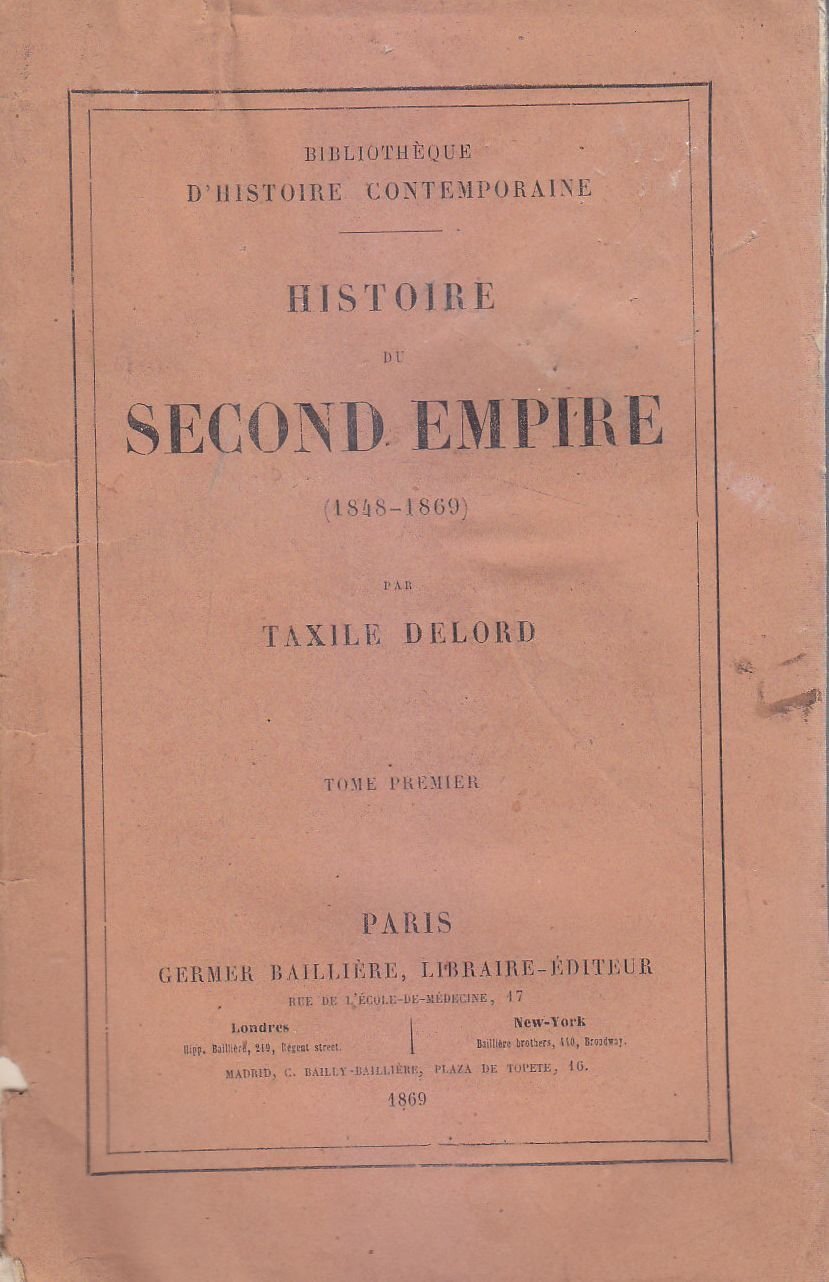 BIBLIOTHÈQUE
D'HISTOIRE CONTEMPORAINE
HISTOIRE
DU
SECOND EMPIRE
(1848-1869)
PAR
TAXILE DELORD
TOME PREMIER
PARIS
GERMER BAILLIÈRE, LIBRAIRE-ÉDITEUR
RUE DE L'ÉCOLE-DE-MÉDECINE, 17
Londres
Hipp. Baillière, 219, Regent street.
New-York
Baillière brothers, 440, Broadway.
MADRID, C. BAILLY-BAILLIÈRE, PLAZA DE TOPETE, 16.
1869